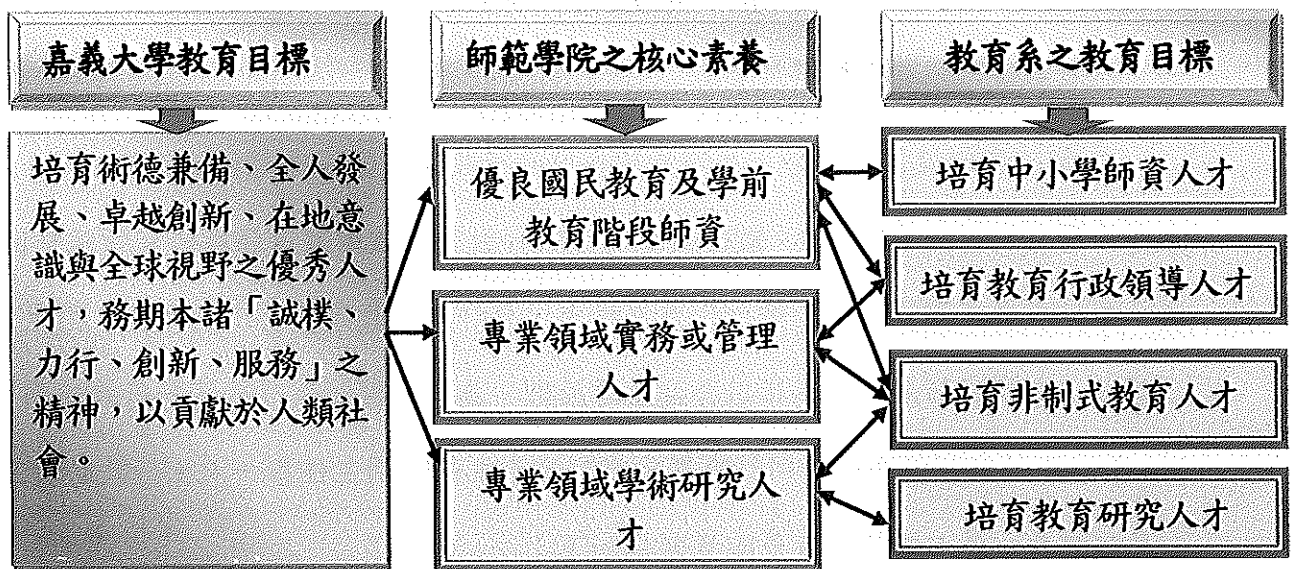 嘉義大學教育目標
師範學院之核心素養
教育系之教育目標
培育術德兼備、全人發
展、卓越創新、在地意
識與全球視野之優秀人
才，務期本諸「誠樸、
力行、創新、服務」之
精神，以貢獻於人類社
會。
優良國民教育及學前
教育階段師資
專業領域實務或管理
人才
專業領域學術研究人
才
培育中小學師資人才
培育教育行政領導人才
培育非制式教育人才
培育教育研究人才